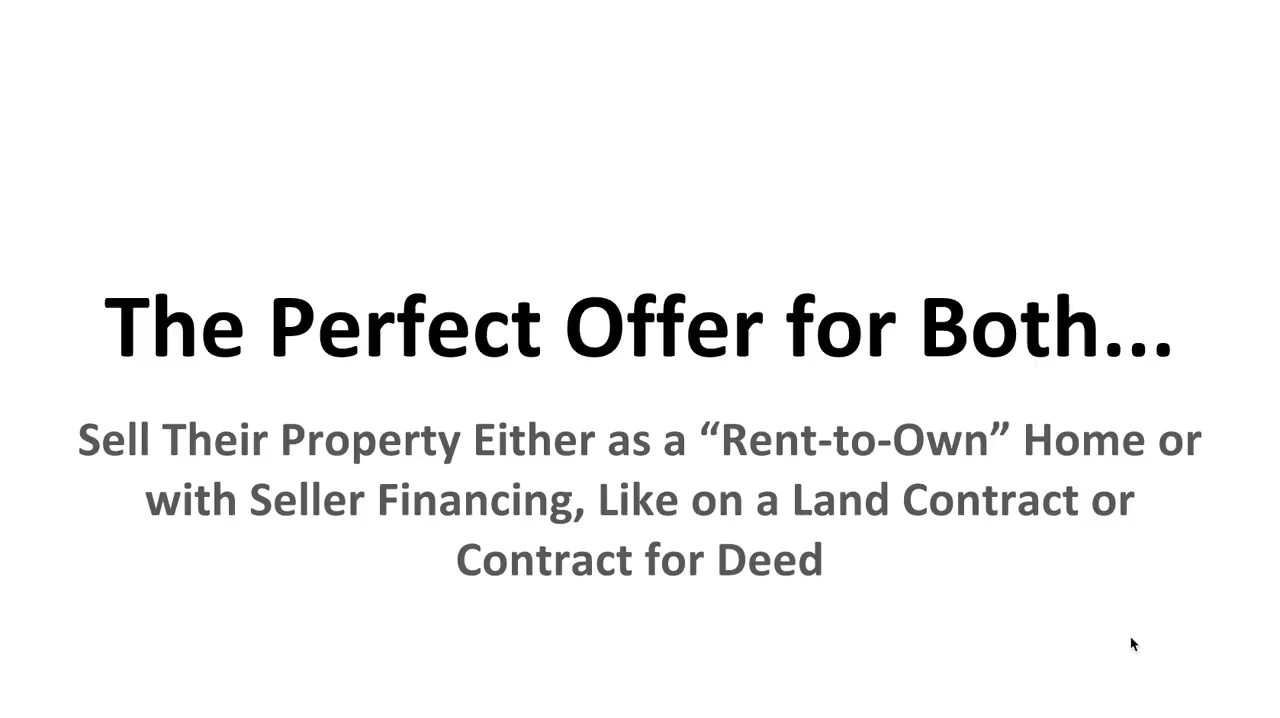 The Perfect Offer for Both...
Sell Their Property Either as a “Rent-to-Own” Home or
with Seller Financing, Like on a Land Contract or
Contract for Deed